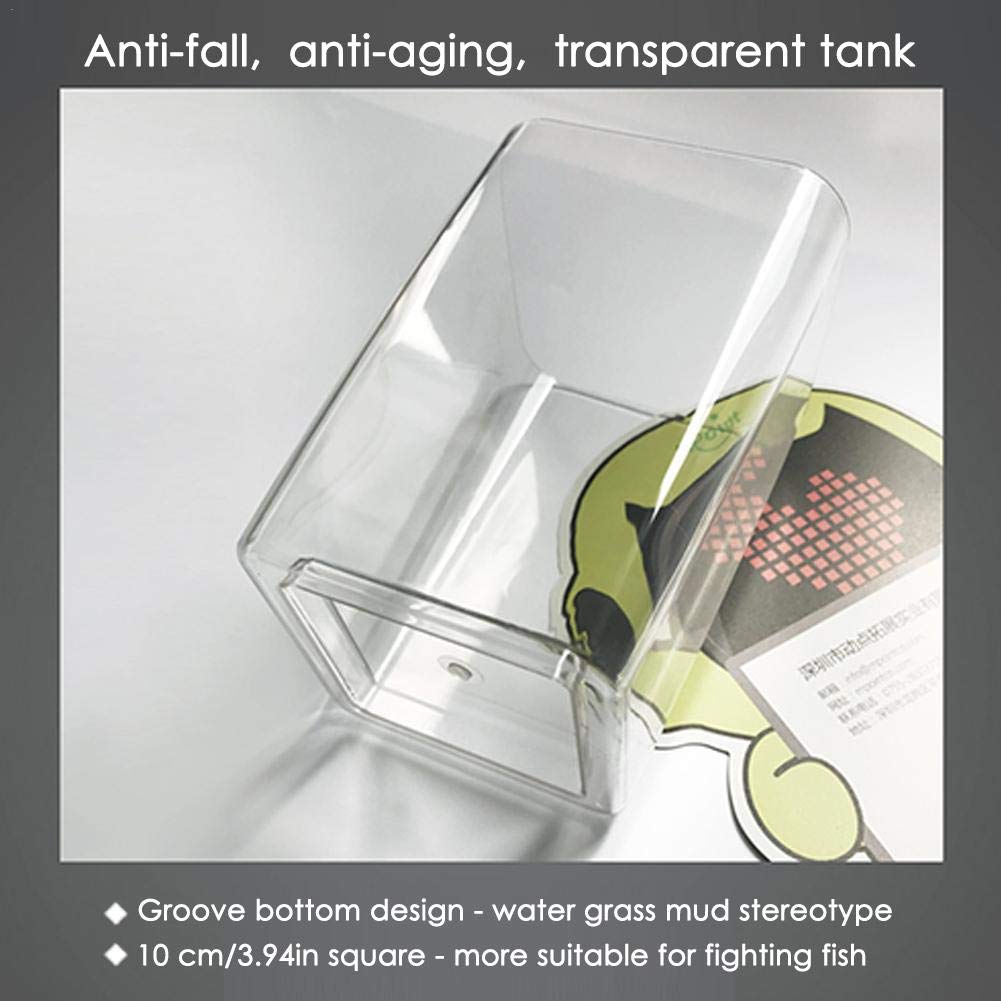 Anti-fall, anti-aging, transparent tank
深圳市动点拓展实业有限
◆ Groove bottom design - water grass mud stereotype
◆ 10 cm/3.94in square - more suitable for fighting fish